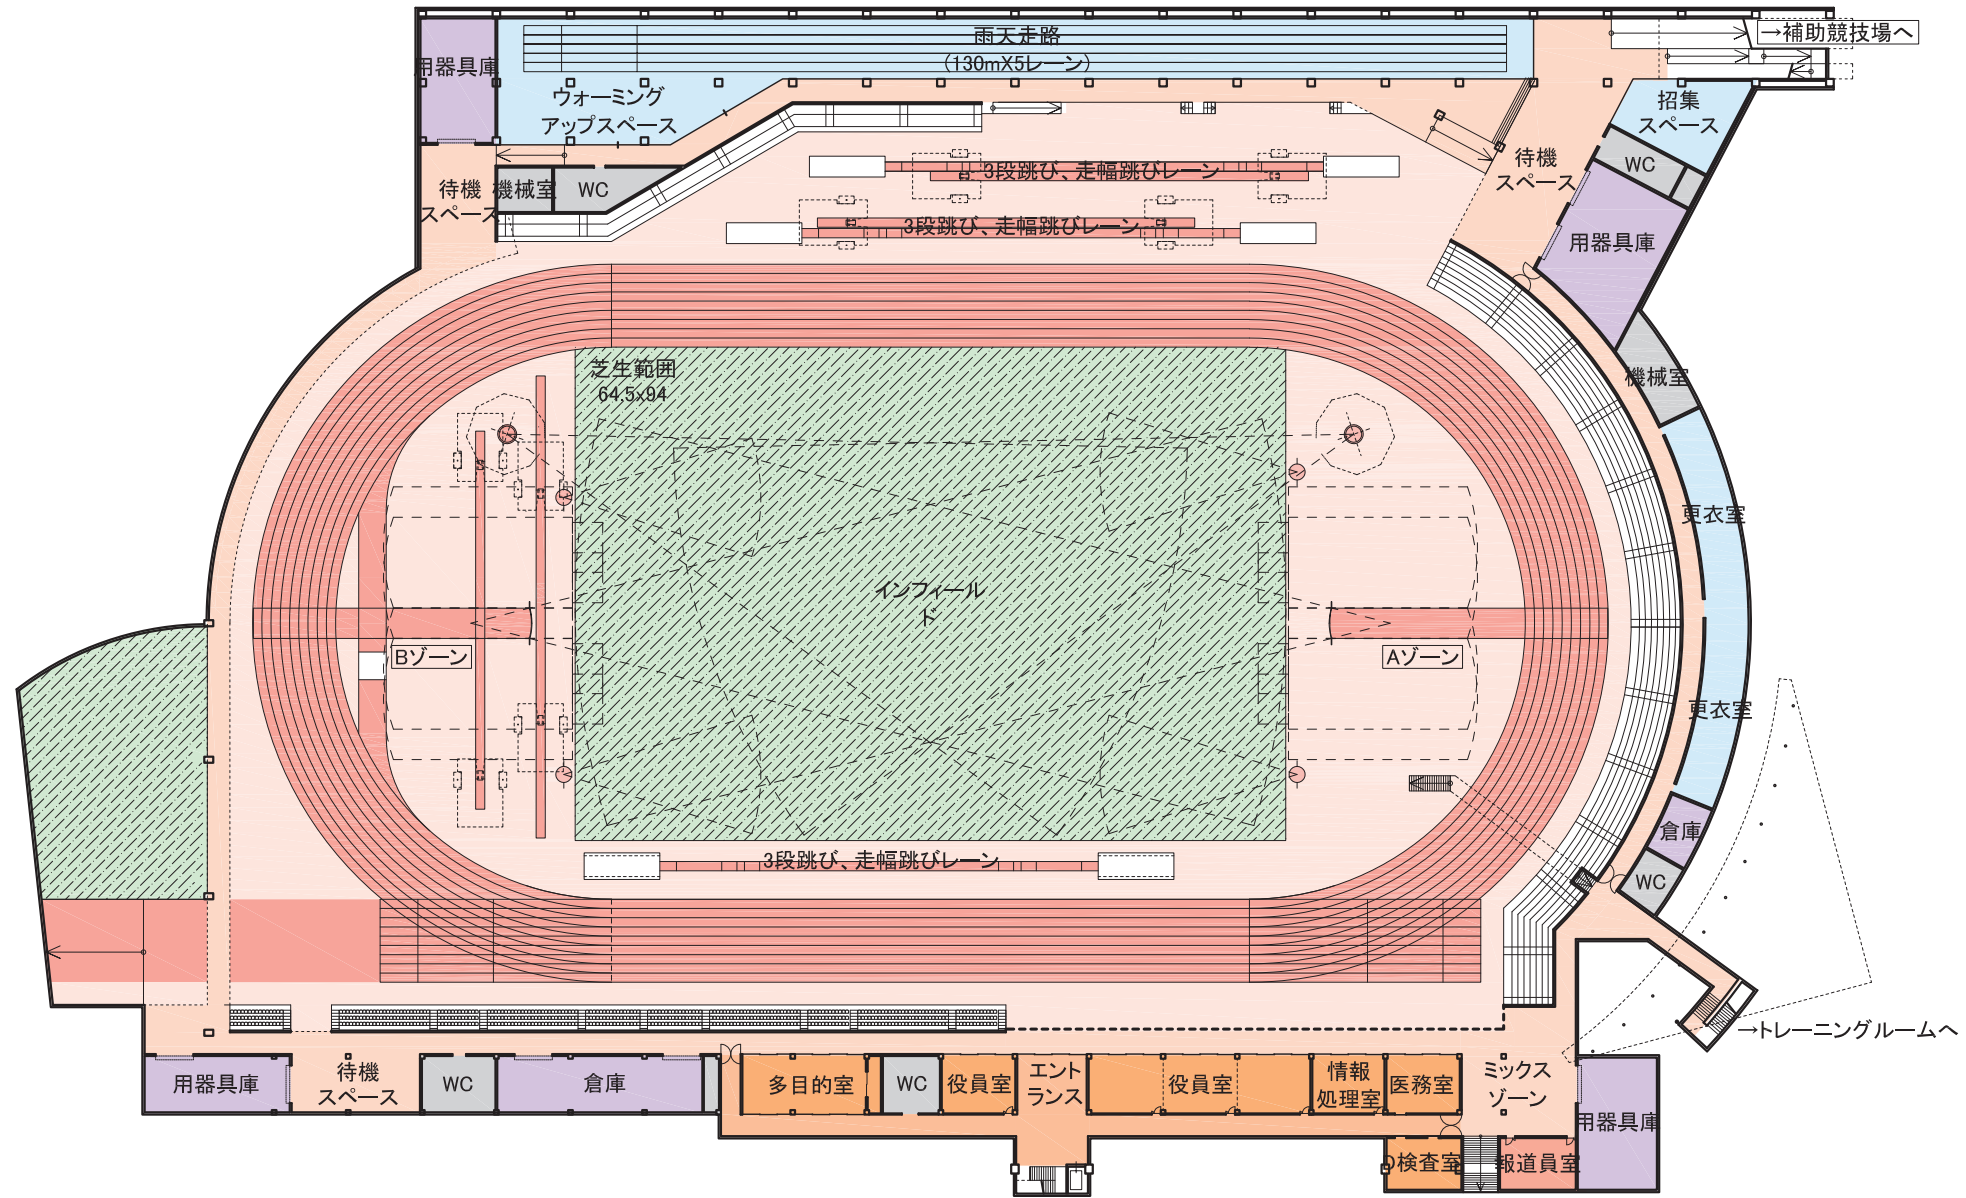 雨天走路
(130mX5レーン)
→補助競技場へ
用器具庫
ウォーミング
アップスペース
招集
スペース
WC
待機
スペース
待機
スペース
機械室
WC
3段跳び、走幅跳びレーン
3段跳び、走幅跳びレーン
用器具庫
芝生範囲
64.5x94
機械室
更衣室
インフィール
ド
Bゾーン
Aゾーン
更衣室
倉庫
WC
3段跳び、走幅跳びレーン
→トレーニングルームへ
用器具庫
待機
スペース
WC
倉庫
多目的室
WC
役員室
エント
ランス
役員室
情報
処理室
医務室
ミックス
ゾーン
用器具庫
D検査室
報道員室